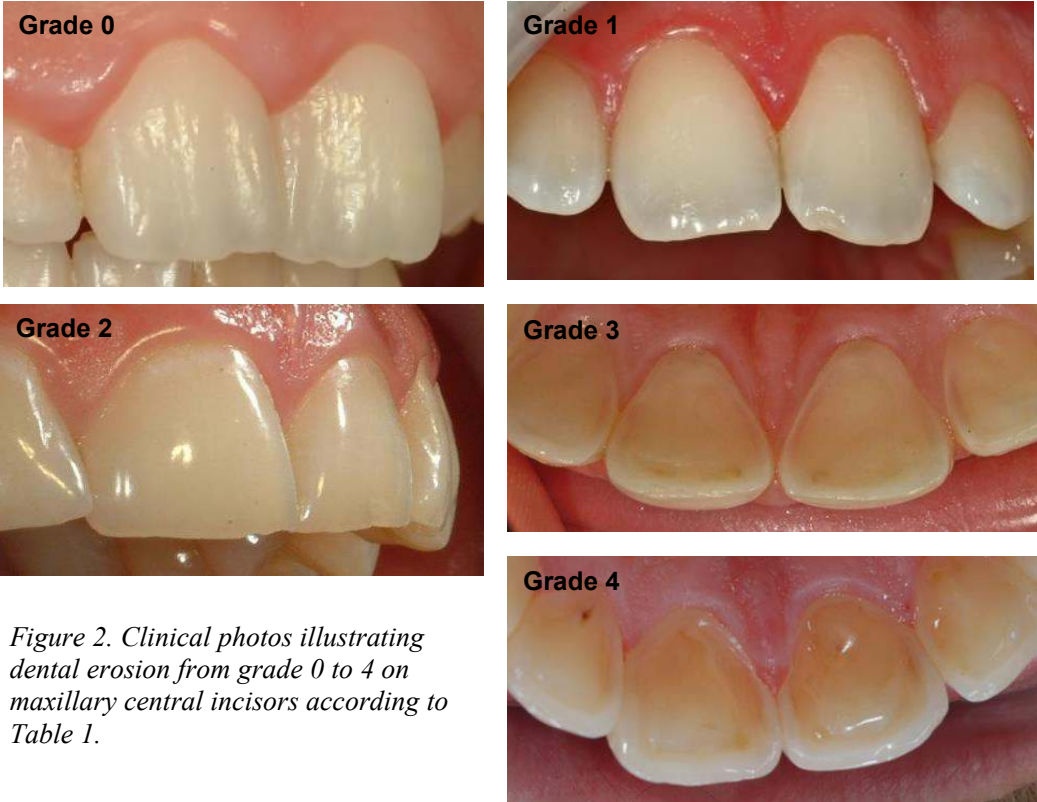 Grade 0
Grade 1
Grade 2
Grade 3
Grade 4
Figure 2. Clinical photos illustrating
dental erosion from grade 0 to 4 on
maxillary central incisors according to
Table 1.